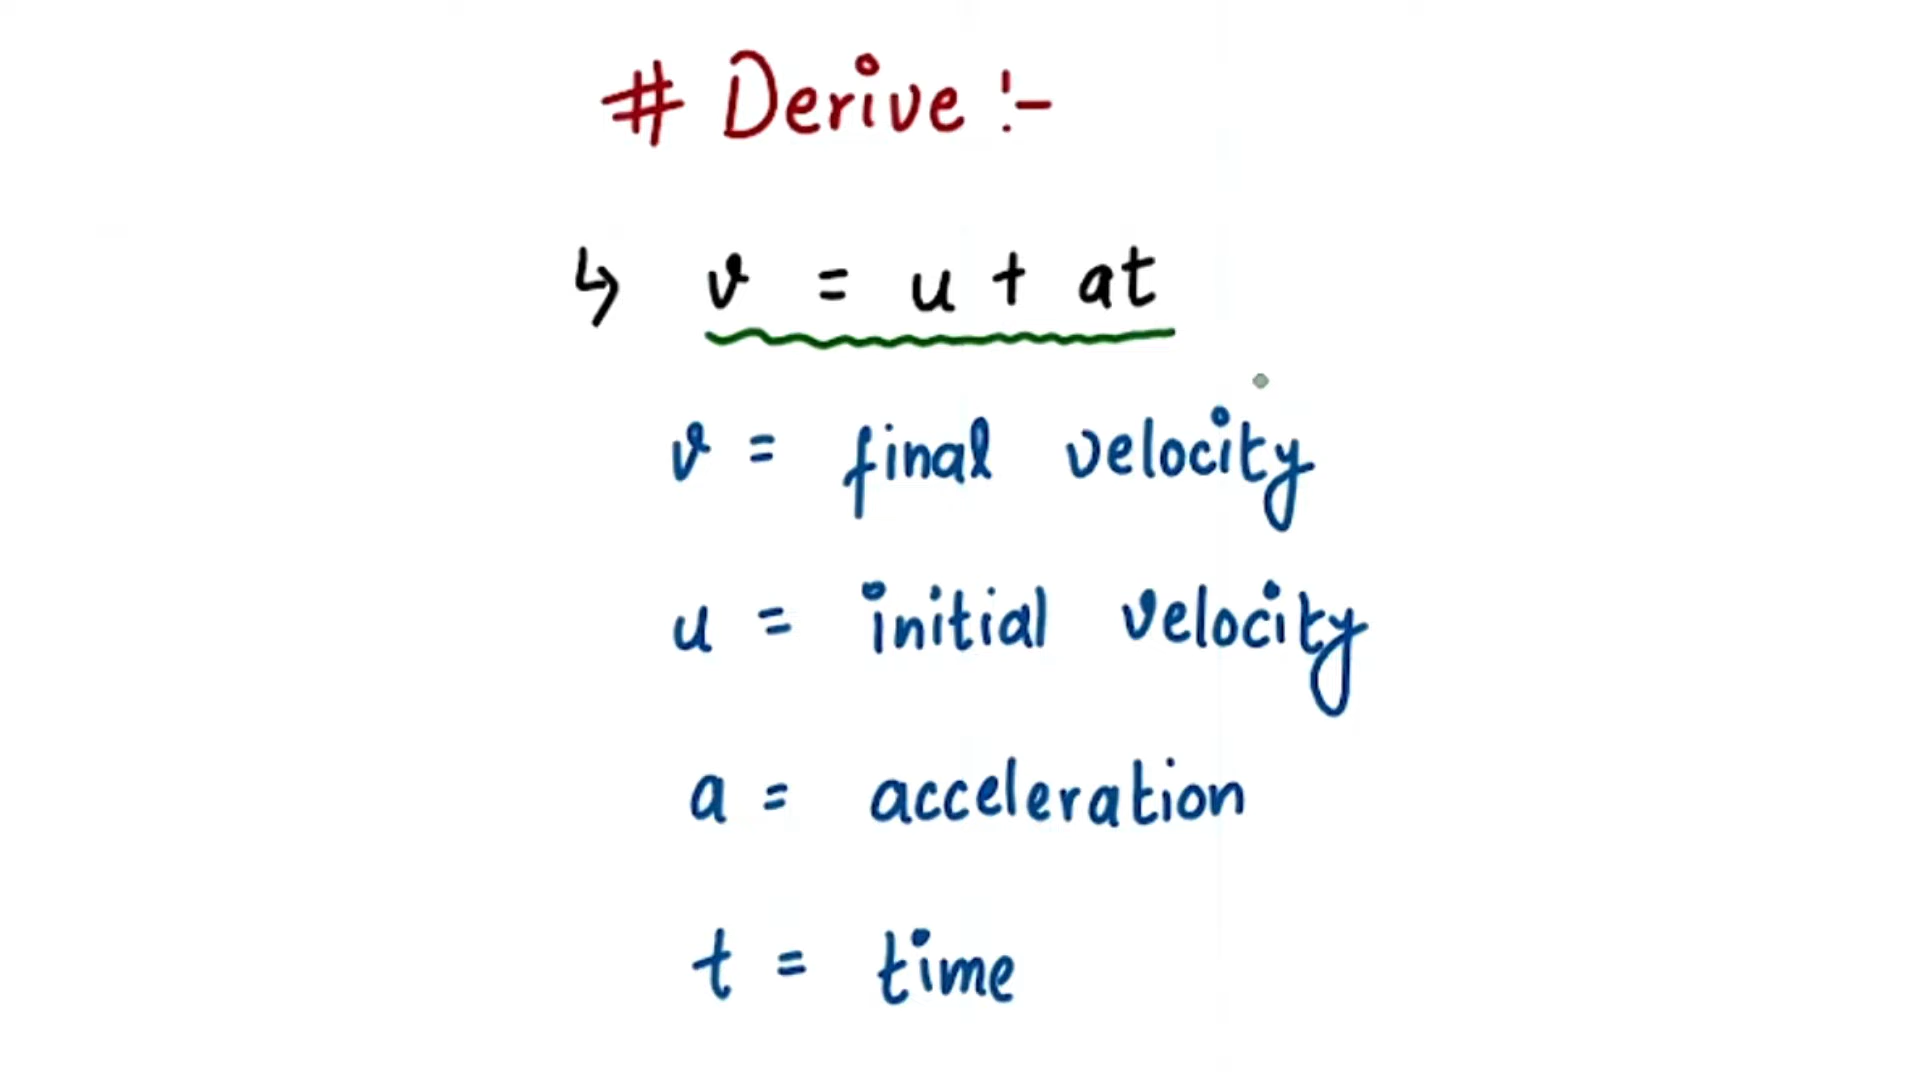 # Derive :-
↳ v = u + at
v = final velocity
u = initial velocity
a = acceleration
t = time